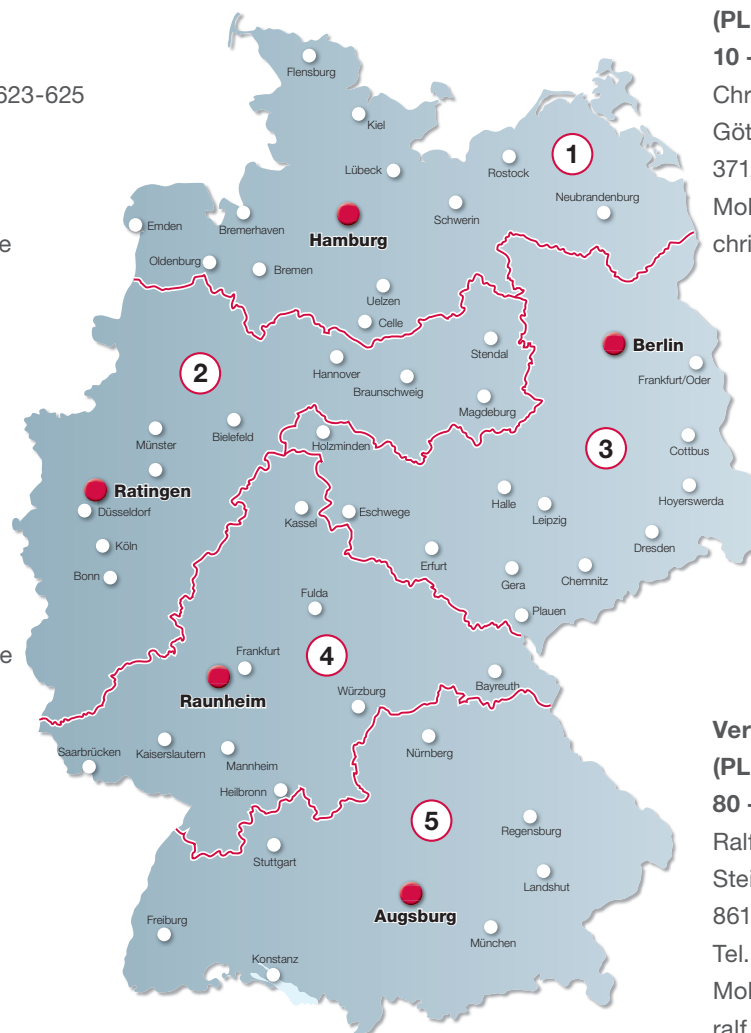 623-625
e
e
(PL
10 -
Chr
Göt
371
Mol
chri
Flensburg
Kiel
1
Lübeck
Rostock
Neubrandenburg
Schwerin
Emden
Bremerhaven
Hamburg
Oldenburg
Bremen
Uelzen
Celle
Stendal
Berlin
2
Hannover
Braunschweig
Frankfurt/Oder
Magdeburg
Münster
Bielefeld
Holzminden
3
Cottbus
Ratingen
Düsseldorf
Kassel
Eschwege
Halle
Leipzig
Hoyerswerda
Köln
Dresden
Bonn
Erfurt
Gera
Chemnitz
Fulda
Plauen
Frankfurt
4
Raunheim
Bayreuth
Würzburg
Saarbrücken
Kaiserslautern
Mannheim
Nürnberg
Heilbronn
5
Regensburg
Stuttgart
Landshut
Augsburg
Freiburg
München
Konstanz
Ver
(PL
80 -
Ralf
Stei
861
Tel.
Mol
ralf